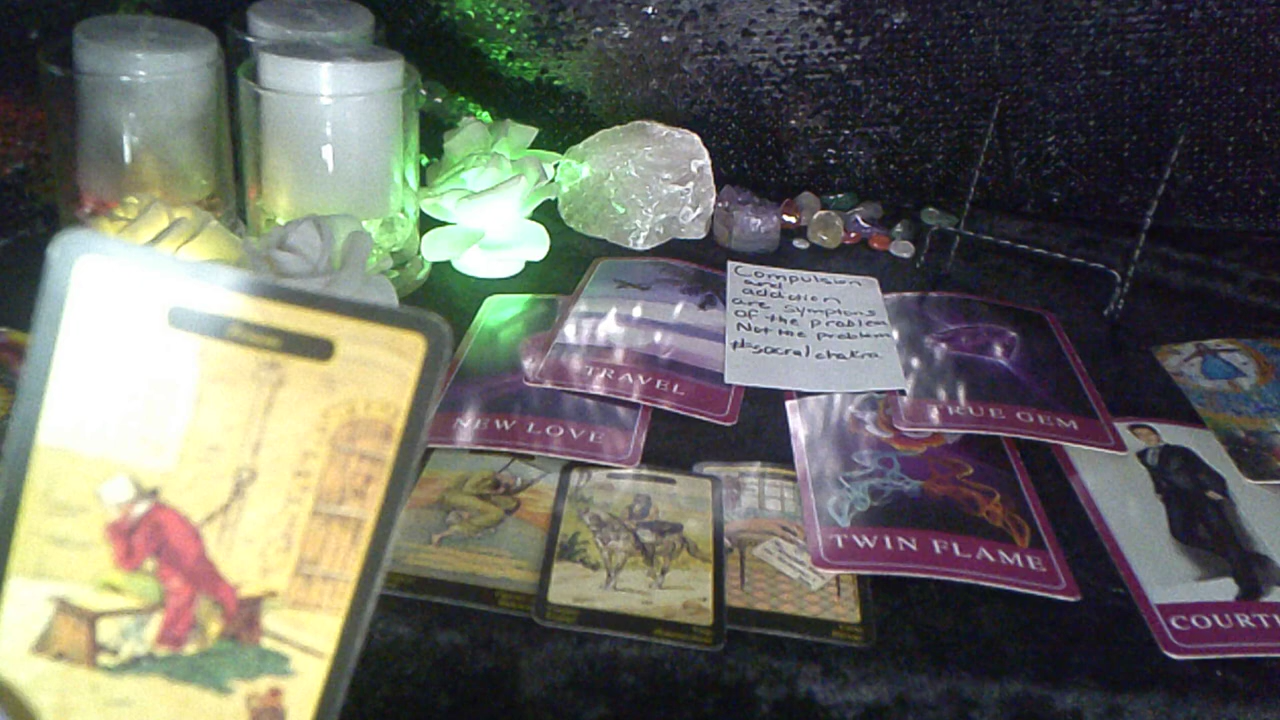 Compulsion
and
addiction
are symptoms
of the problem
Not the problem
#sacral chakra
TRAVEL
NEW LOVE
TRUE GEM
TWIN FLAME